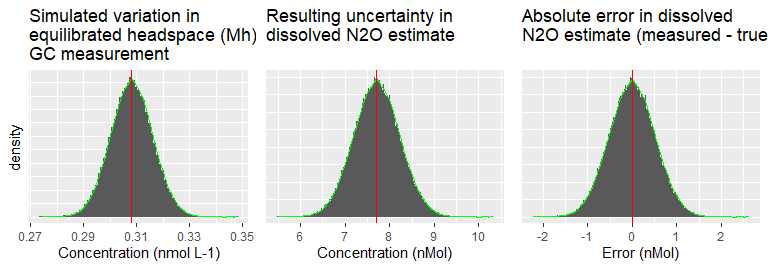 Simulated variation in
equilibrated headspace (Mh)
GC measurement
Resulting uncertainty in
dissolved N2O estimate
Absolute error in dissolved
N2O estimate (measured - true
density
0.27 0.29 0.31 0.33 0.35
6 7 8 9 10
-2 -1 0 1 2
Concentration (nmol L-1)
Concentration (nMol)
Error (nMol)